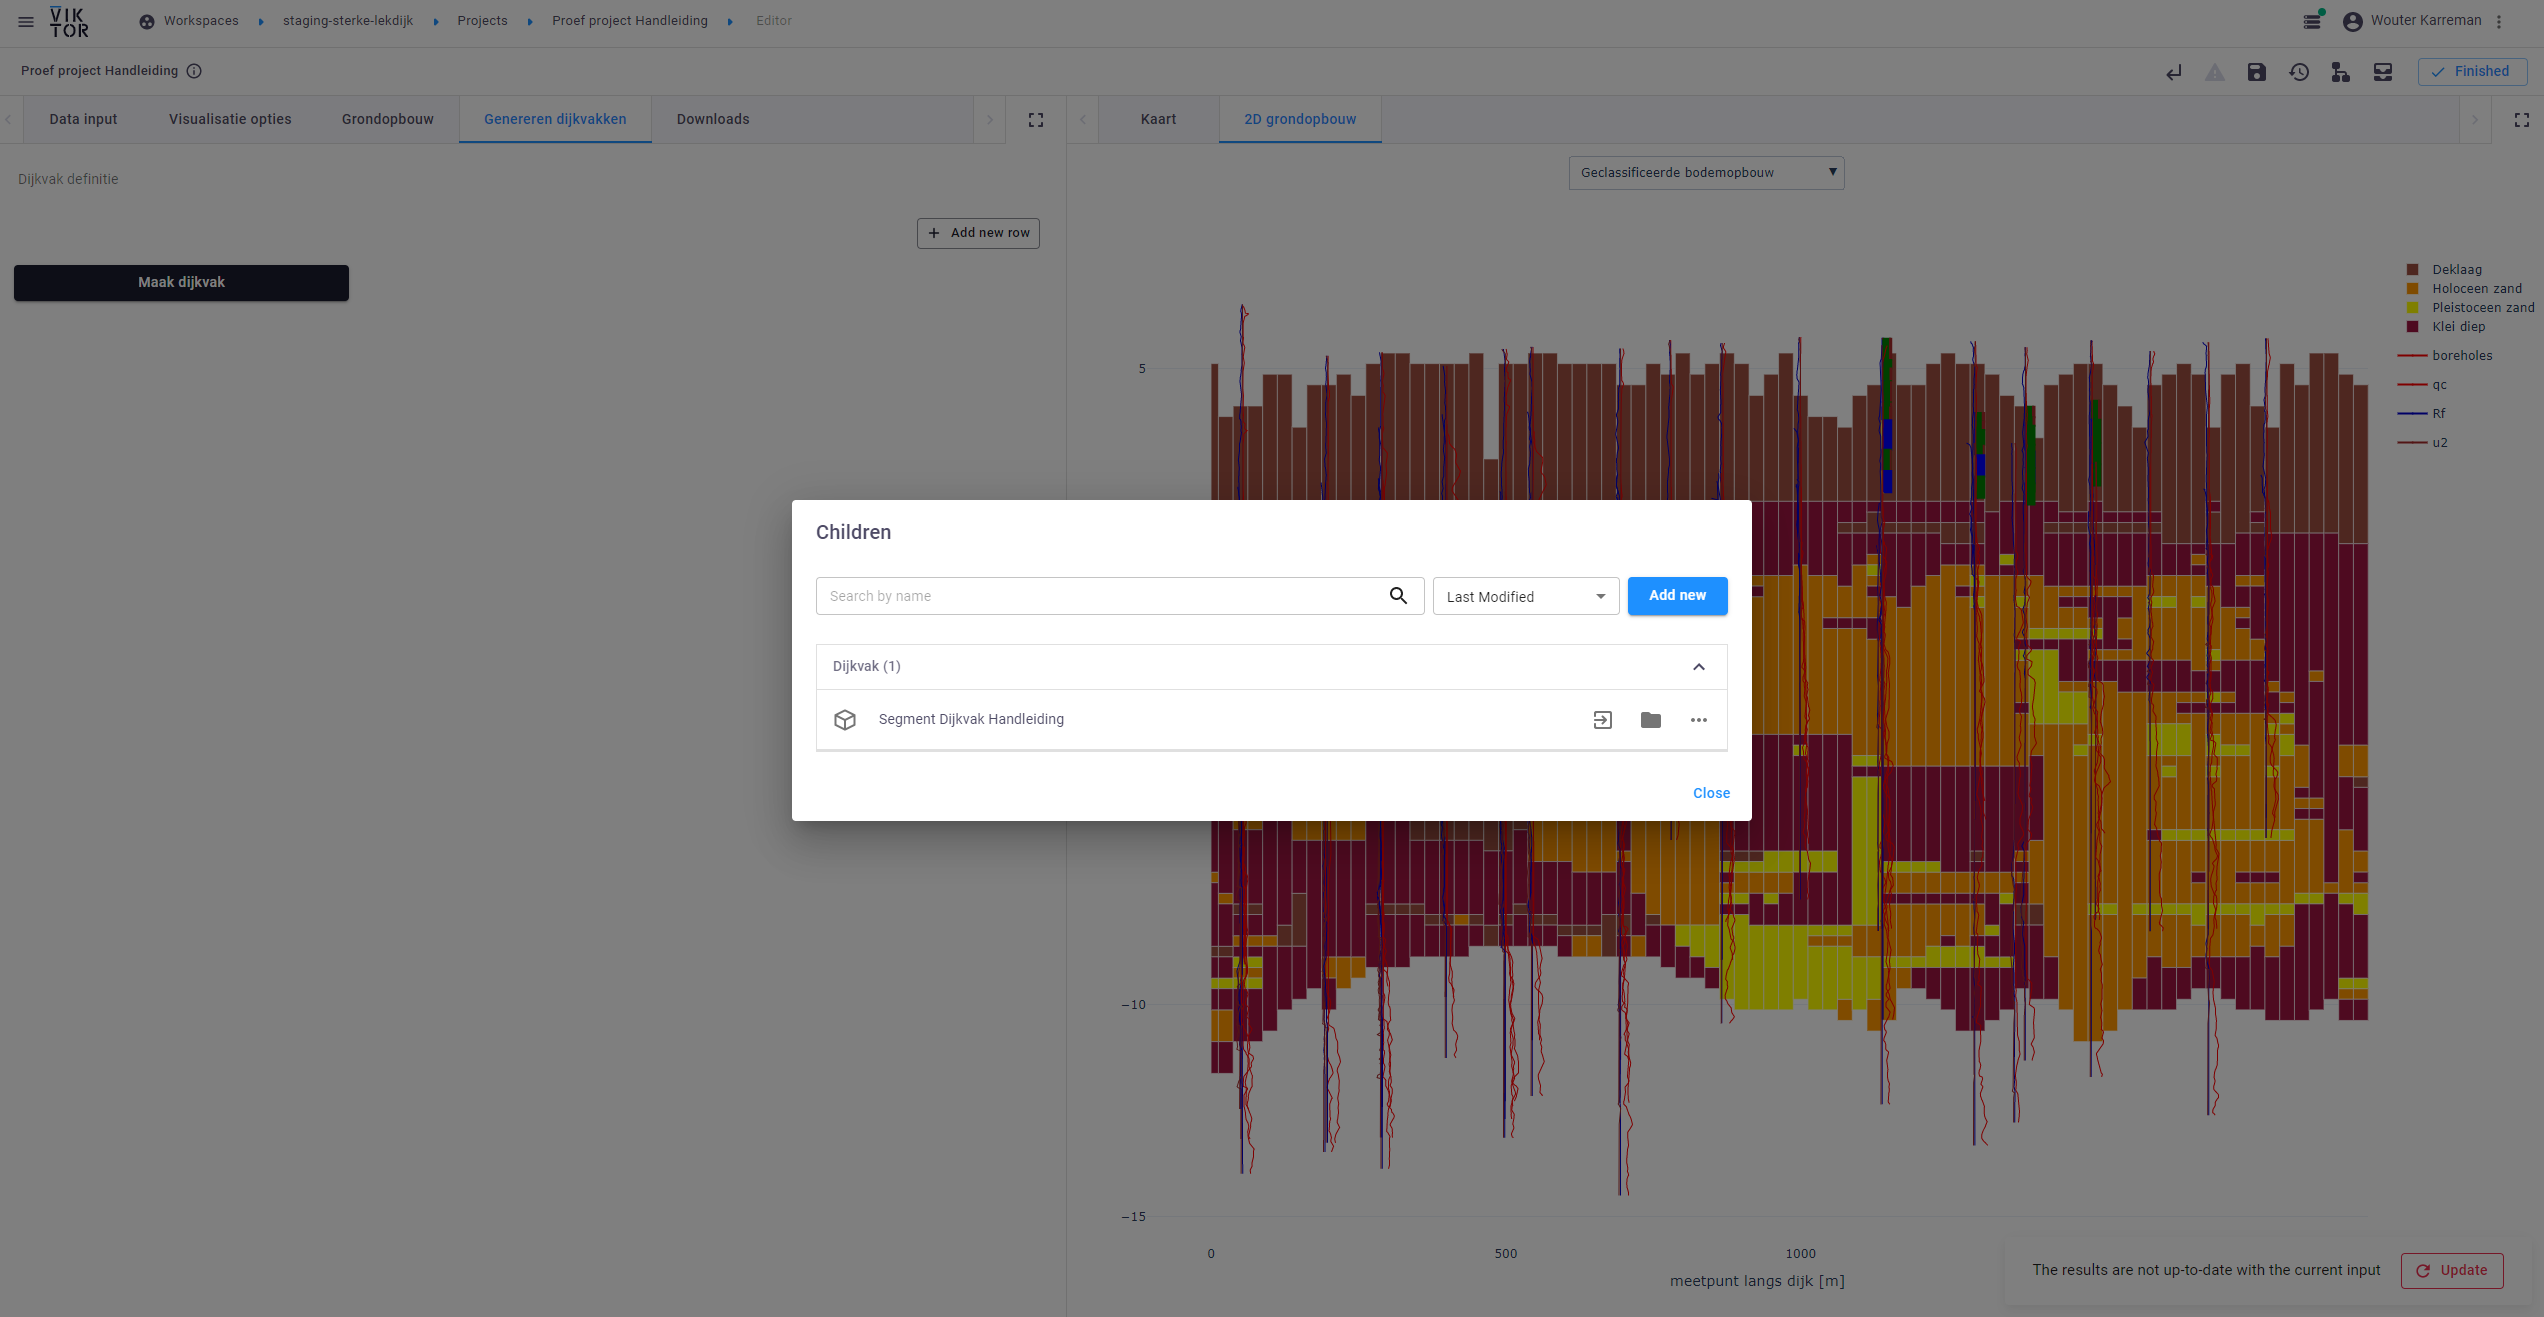 VIKTOR
Workspaces
staging-sterke-lekdijk
Projects
Proef project Handleiding
Editor
Wouter Karreman
Proef project Handleiding
Finished
Data input
Visualisatie opties
Grondopbouw
Genereren dijkvakken
Downloads
Kaart
2D grondopbouw
Dijkvak definitie
Geclassificeerde bodemopbouw
Add new row
Maak dijkvak
Deklaag
Holoceen zand
Pleistoceen zand
Klei diep
boreholes
qc
Rf
u2
5
Children
Search by name
Last Modified
Add new
Dijkvak (1)
Segment Dijkvak Handleiding
Close
−10
−15
0
500
1000
meetpunt langs dijk [m]
The results are not up-to-date with the current input
Update